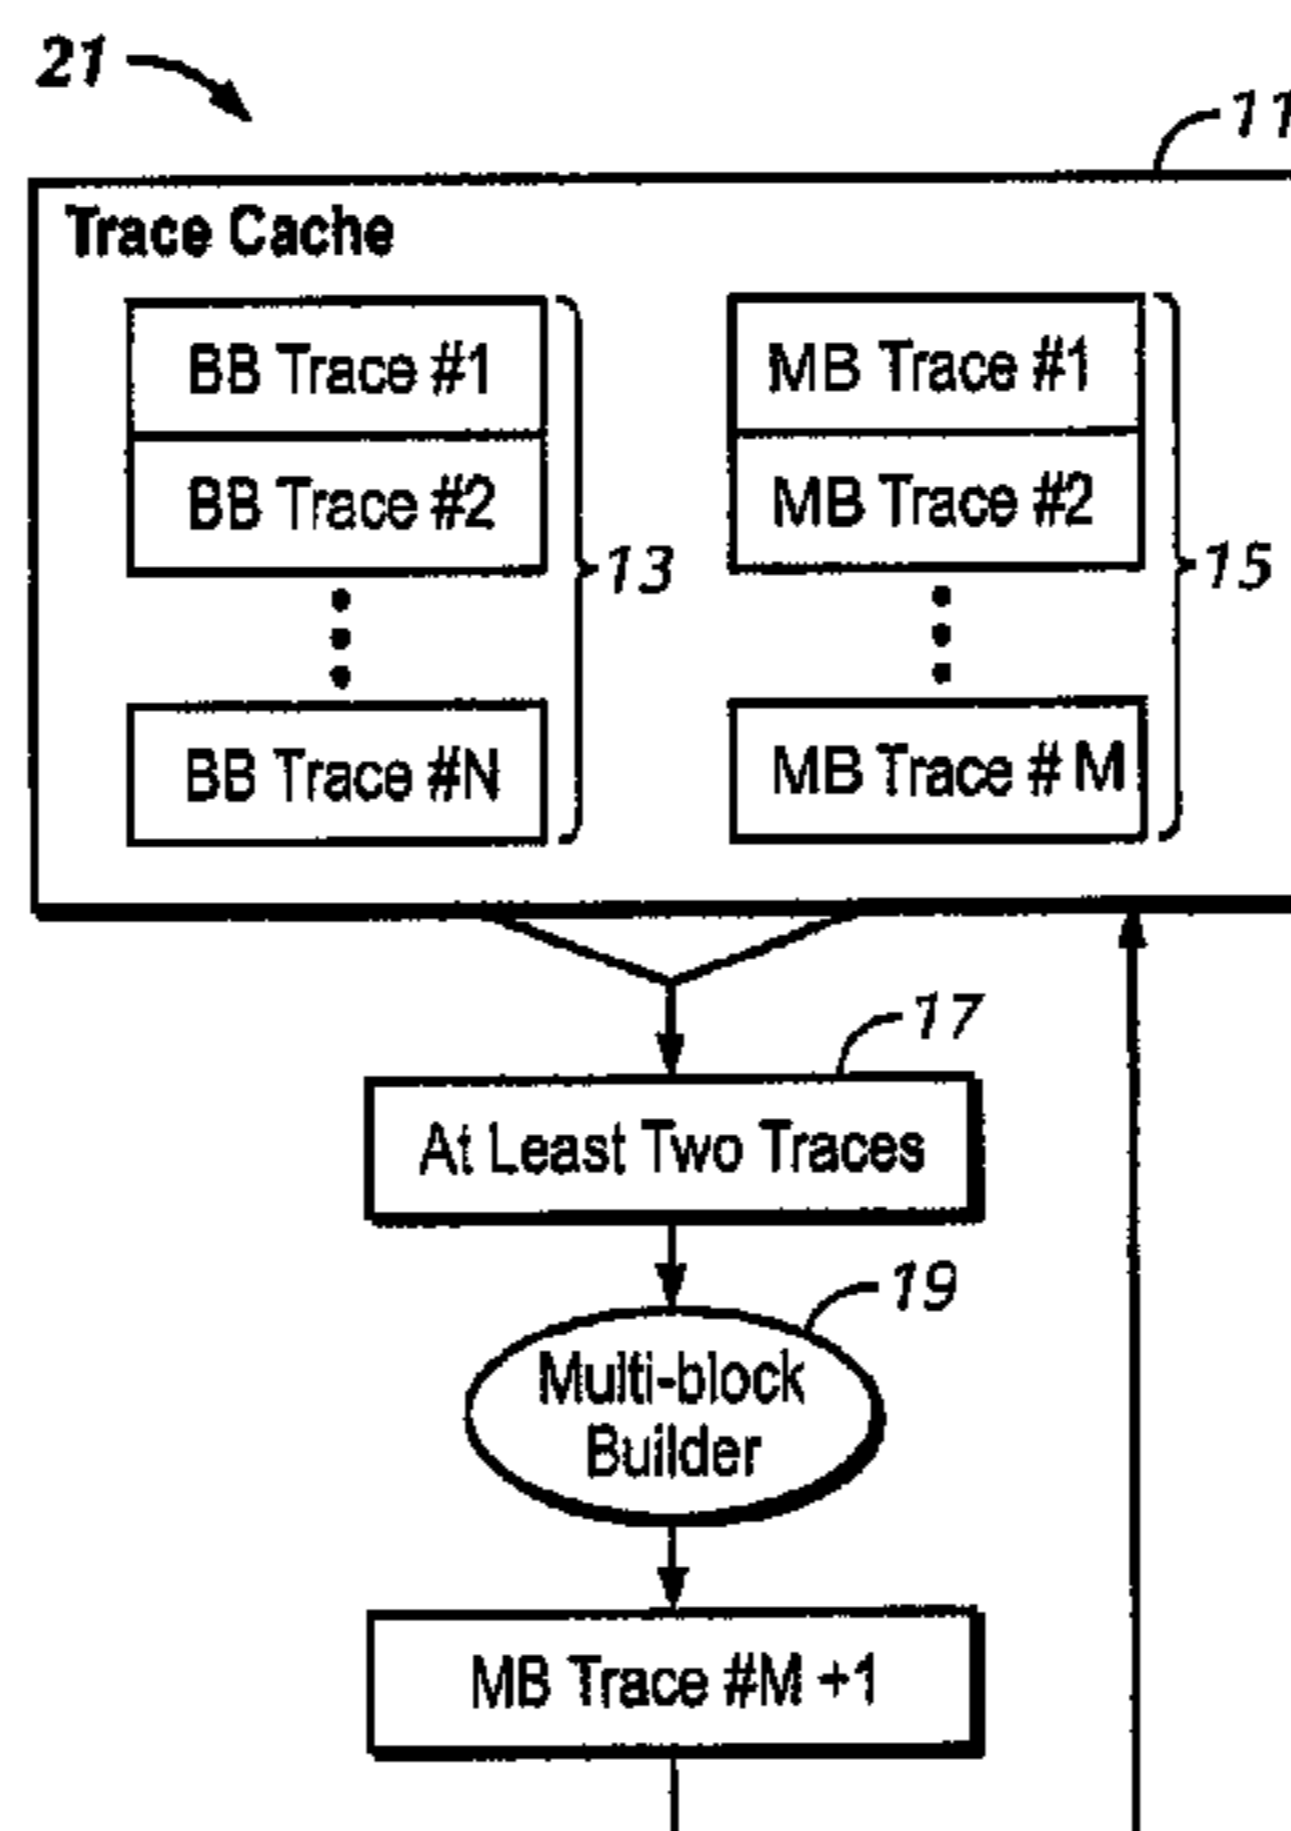 21
11
Trace Cache
BB Trace #1
BB Trace #2
BB Trace #N
13
MB Trace #1
MB Trace #2
MB Trace # M
15
17
At Least Two Traces
19
Multi-block
Builder
MB Trace #M +1